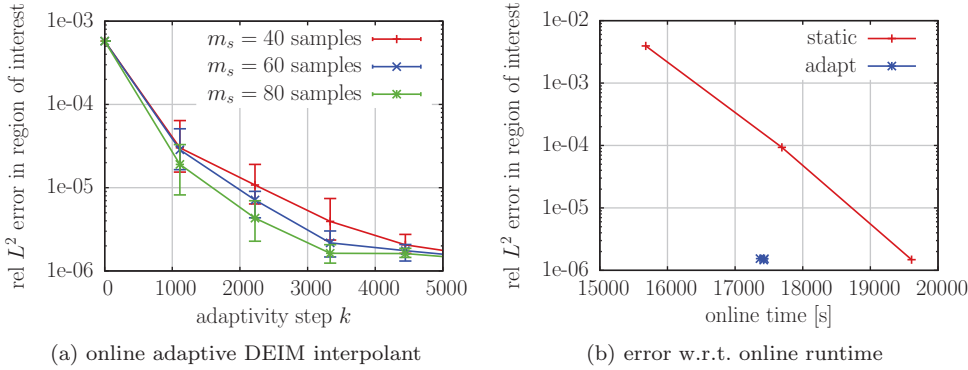 1e-03
1e-04
1e-05
1e-06
rel L² error in region of interest
m_s = 40 samples
m_s = 60 samples
m_s = 80 samples
0 1000 2000 3000 4000 5000
adaptivity step k
(a) online adaptive DEIM interpolant
1e-02
1e-03
1e-04
1e-05
1e-06
rel L² error in region of interest
static
adapt
15000 16000 17000 18000 19000 20000
online time [s]
(b) error w.r.t. online runtime